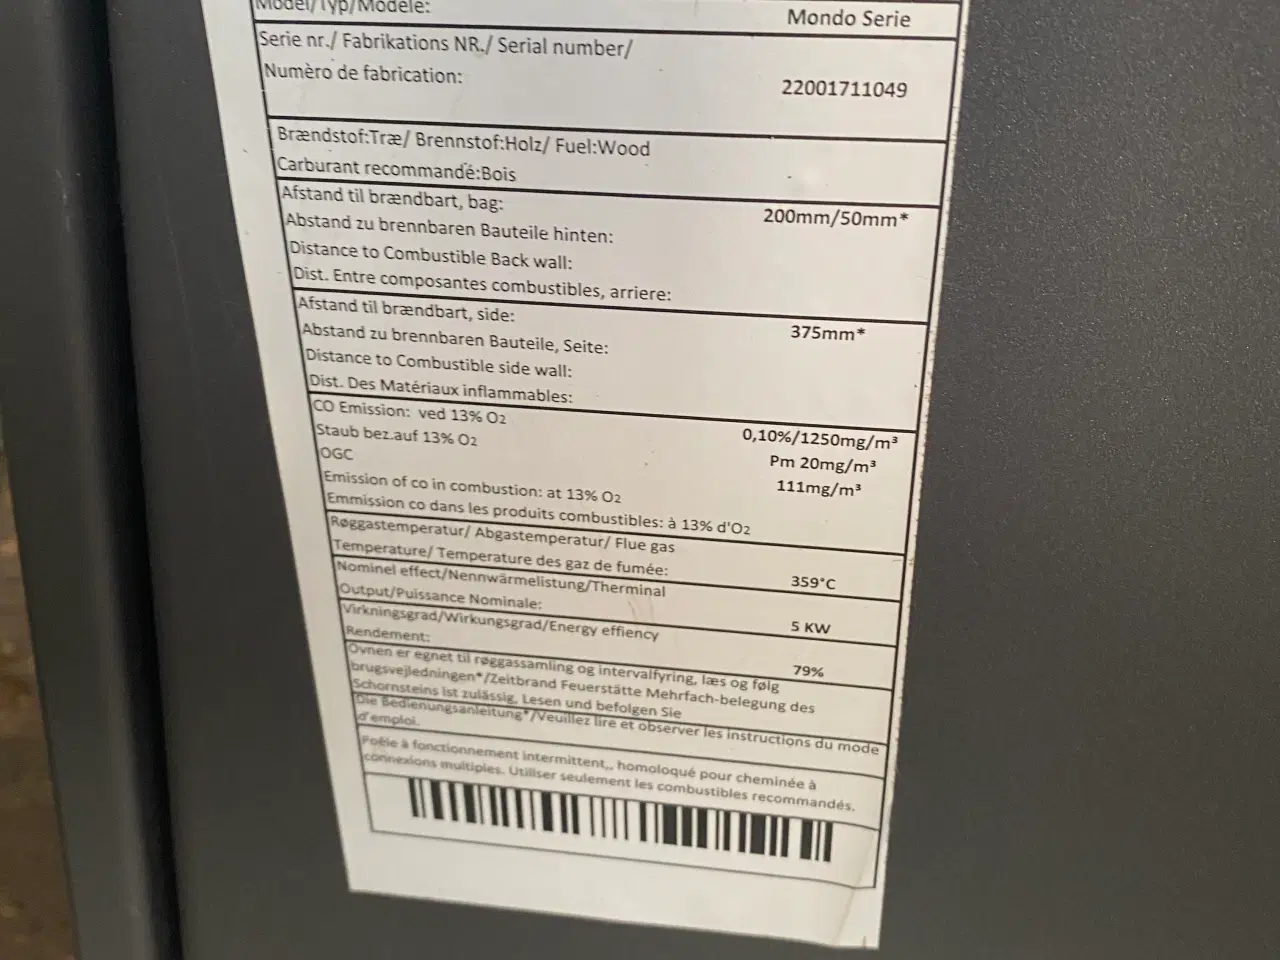 Model/Typ/Modèle:
Mondo Serie
Serie nr./ Fabrikations NR./ Serial number/
Numèro de fabrication:
22001711049
Brændstof:Træ/ Brennstof:Holz/ Fuel:Wood
Carburant recommandé:Bois
Afstand til brændbart, bag:
200mm/50mm*
Abstand zu brennbaren Bauteile hinten:
Distance to Combustible Back wall:
Dist. Entre composantes combustibles, arriere:
Afstand til brændbart, side:
375mm*
Abstand zu brennbaren Bauteile, Seite:
Distance to Combustible side wall:
Dist. Des Matériaux inflammables:
CO Emission: ved 13% O2
0,10%/1250mg/m³
Staub bez.auf 13% O2
Pm 20mg/m³
OGC
111mg/m³
Emission of co in combustion: at 13% O2
Emmission co dans les produits combustibles: à 13% d'O2
Røggastemperatur/ Abgastemperatur/ Flue gas
Temperature/ Temperature des gaz de fumée:
359°C
Nominel effect/Nennwärmelistung/Therminal
Output/Puissance Nominale:
5 KW
Virkningsgrad/Wirkungsgrad/Energy effiency
Rendement:
79%
Ovnen er egnet til røggassamling og intervalfyring, læs og følg
brugsvejledningen*/Zeitbrand Feuerstätte Mehrfach-belegung des
Schornsteins ist zulässig, Lesen und befolgen Sie
Die Bedienungsanleitung*/Veuillez lire et observer les instructions du mode
d'emploi.
Poêle à fonctionnement intermittent,, homoloqué pour cheminée à
connexions multiples. Utiliser seulement les combustibles recommandés.